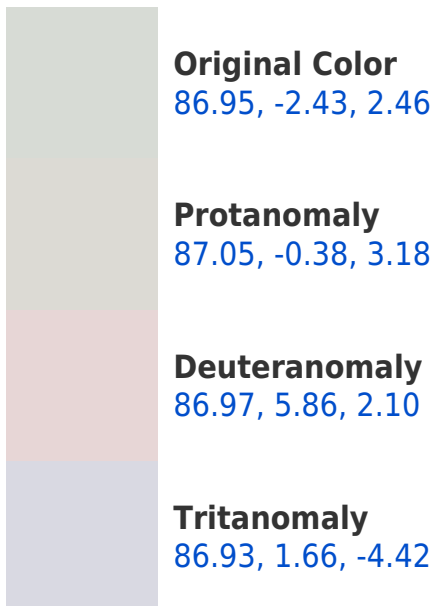 Original Color
86.95, -2.43, 2.46
Protanomaly
87.05, -0.38, 3.18
Deuteranomaly
86.97, 5.86, 2.10
Tritanomaly
86.93, 1.66, -4.42